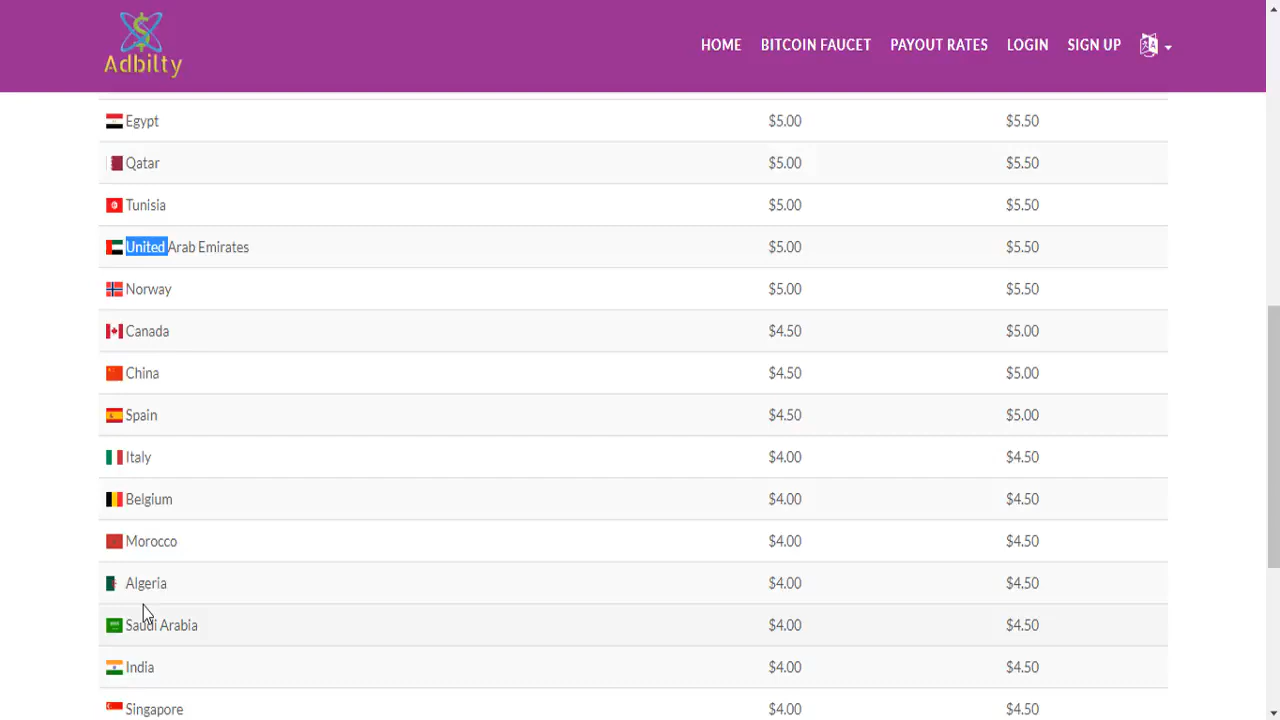 Adbilty
HOME BITCOIN FAUCET PAYOUT RATES LOGIN SIGN UP
Egypt $5.00 $5.50
Qatar $5.00 $5.50
Tunisia $5.00 $5.50
United Arab Emirates $5.00 $5.50
Norway $5.00 $5.50
Canada $4.50 $5.00
China $4.50 $5.00
Spain $4.50 $5.00
Italy $4.00 $4.50
Belgium $4.00 $4.50
Morocco $4.00 $4.50
Algeria $4.00 $4.50
Saudi Arabia $4.00 $4.50
India $4.00 $4.50
Singapore $4.00 $4.50